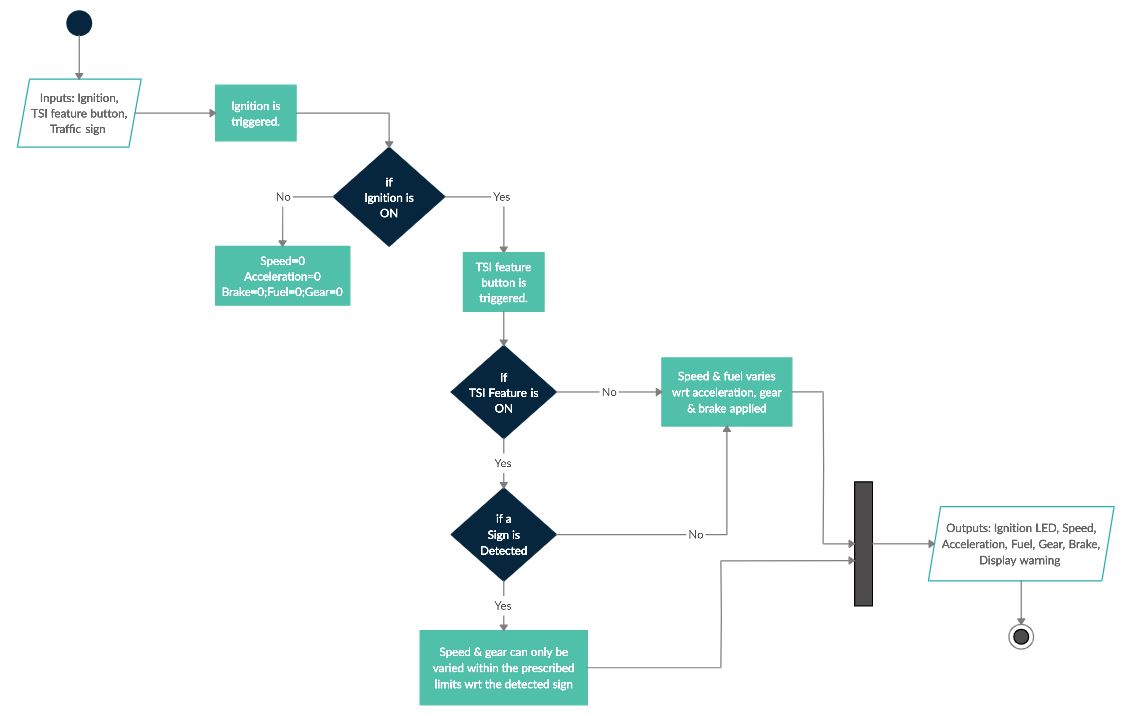 Inputs: Ignition,
TSI feature button,
Traffic sign
Ignition is
triggered.
if
Ignition is
ON
No
Yes
Speed=0
Acceleration=0
Brake=0;Fuel=0;Gear=0
TSI feature
button is
triggered.
if
TSI Feature is
ON
No
Speed & fuel varies
wrt acceleration, gear
& brake applied
Yes
if a
Sign is
Detected
No
Outputs: Ignition LED, Speed,
Acceleration, Fuel, Gear, Brake,
Display warning
Yes
Speed & gear can only be
varied within the prescribed
limits wrt the detected sign